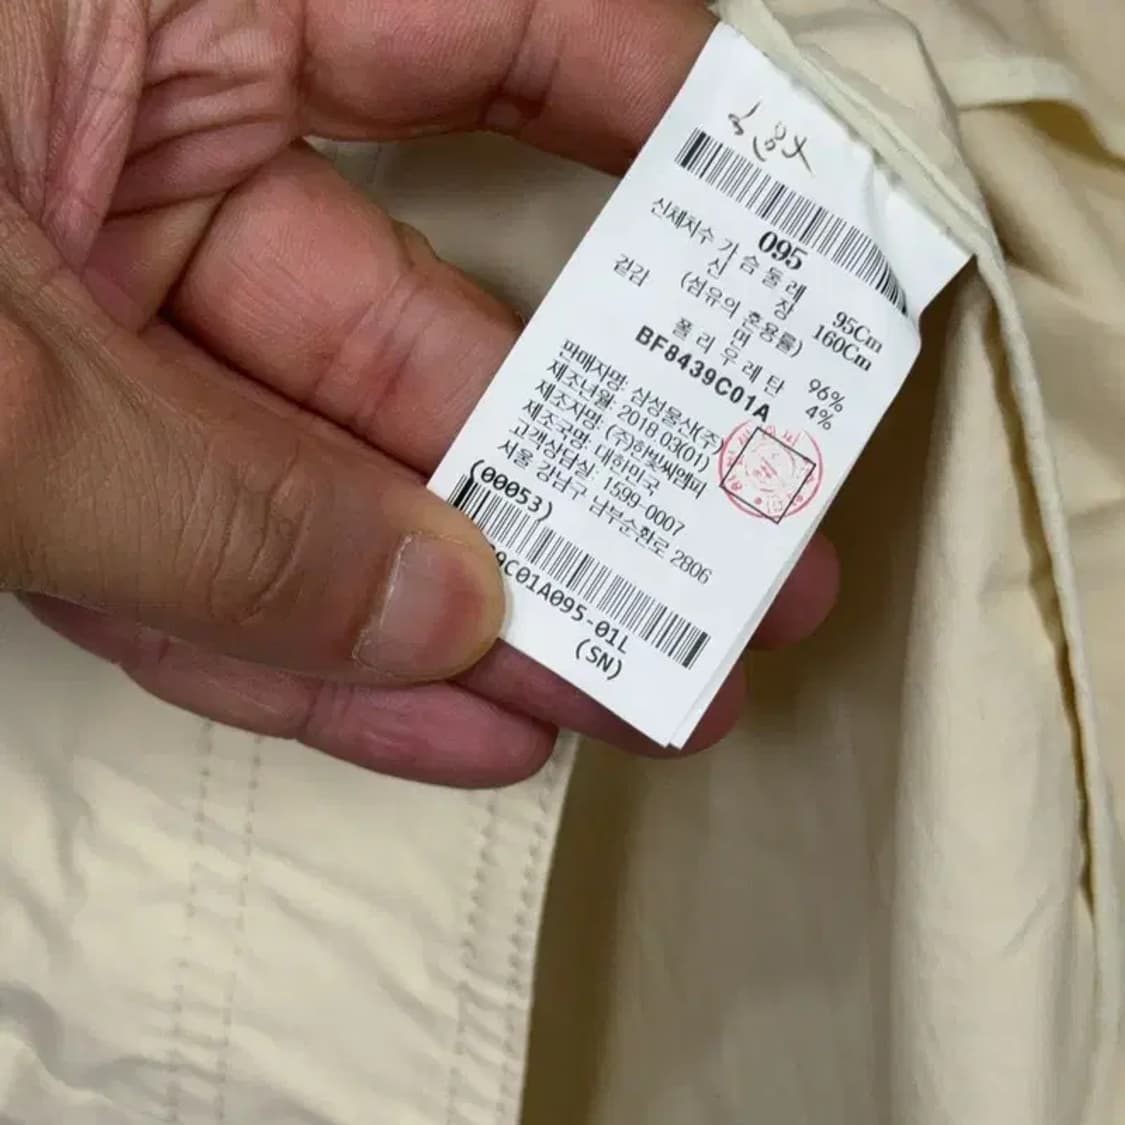 095
신체치수 가슴둘레 95Cm
신장 160Cm
겉감 (섬유의 혼용률)
면 96%
폴리우레탄 4%
BF8439C01A
판매자명: 삼성물산(주)
제조년월: 2018.03(01)
제조자명: (주)한빛씨엠피
제조국명: 대한민국
고객상담실: 1599-0007
서울 강남구 남부순환로 2806
(00053)
9C01A095-01L
(SN)